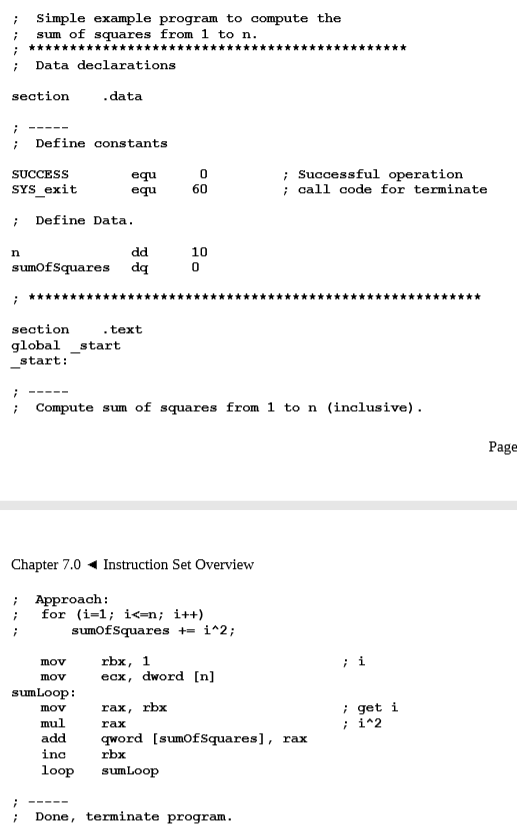 ;  Simple example program to compute the
;  sum of squares from 1 to n.
; **********************************************
;  Data declarations
section    .data
; -----
;  Define constants
SUCCESS        equ     0         ; Successful operation
SYS_exit       equ     60        ; call code for terminate
;  Define Data.
n              dd      10
sumOfSquares   dq      0
; *******************************************************
section    .text
global _start
_start:
; -----
;  Compute sum of squares from 1 to n (inclusive).
Page
Chapter 7.0 ◄ Instruction Set Overview
;  Approach:
;   for (i=1; i<=n; i++)
;       sumOfSquares += i^2;
mov     rbx, 1                       ; i
mov     ecx, dword [n]
sumLoop:
mov     rax, rbx                     ; get i
mul     rax                          ; i^2
add     qword [sumOfSquares], rax
inc     rbx
loop    sumLoop
; -----
;  Done, terminate program.